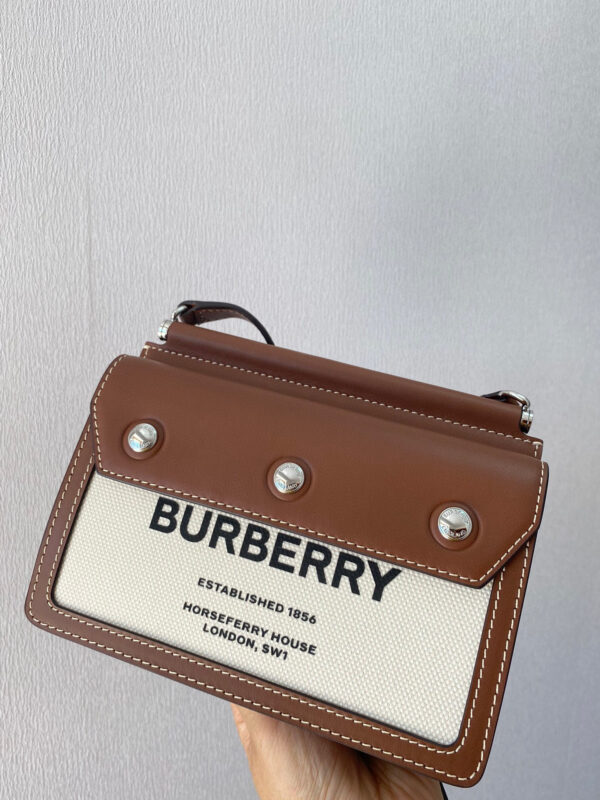 BURBERRY
ESTABLISHED 1856
HORSEFERRY HOUSE
LONDON, SW1